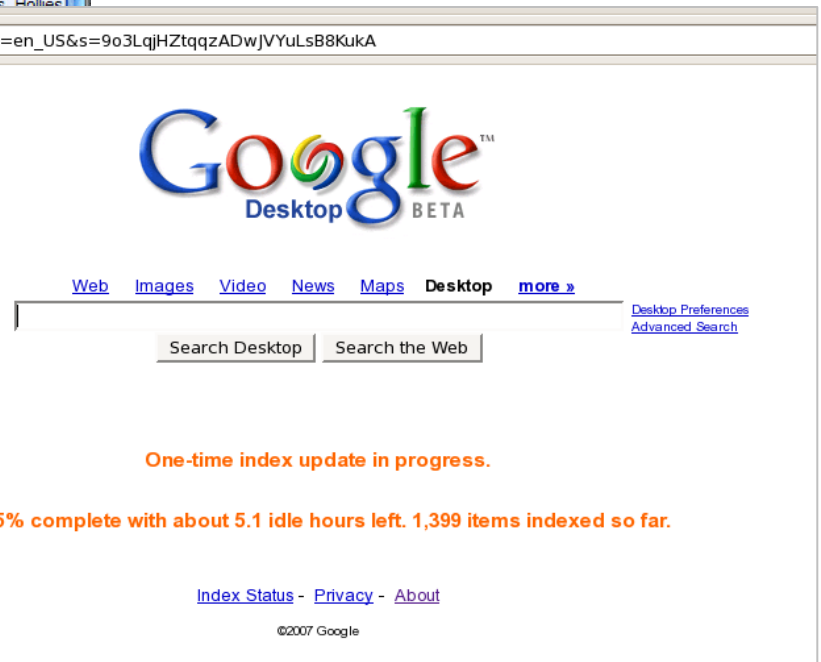 s, Hollies
=en_US&s=9o3LqjHZtqqzADwJVYuLsB8KukA
Google™
Desktop BETA
Web Images Video News Maps Desktop more »
Desktop Preferences
Advanced Search
Search Desktop Search the Web
One-time index update in progress.
5% complete with about 5.1 idle hours left. 1,399 items indexed so far.
Index Status - Privacy - About
©2007 Google